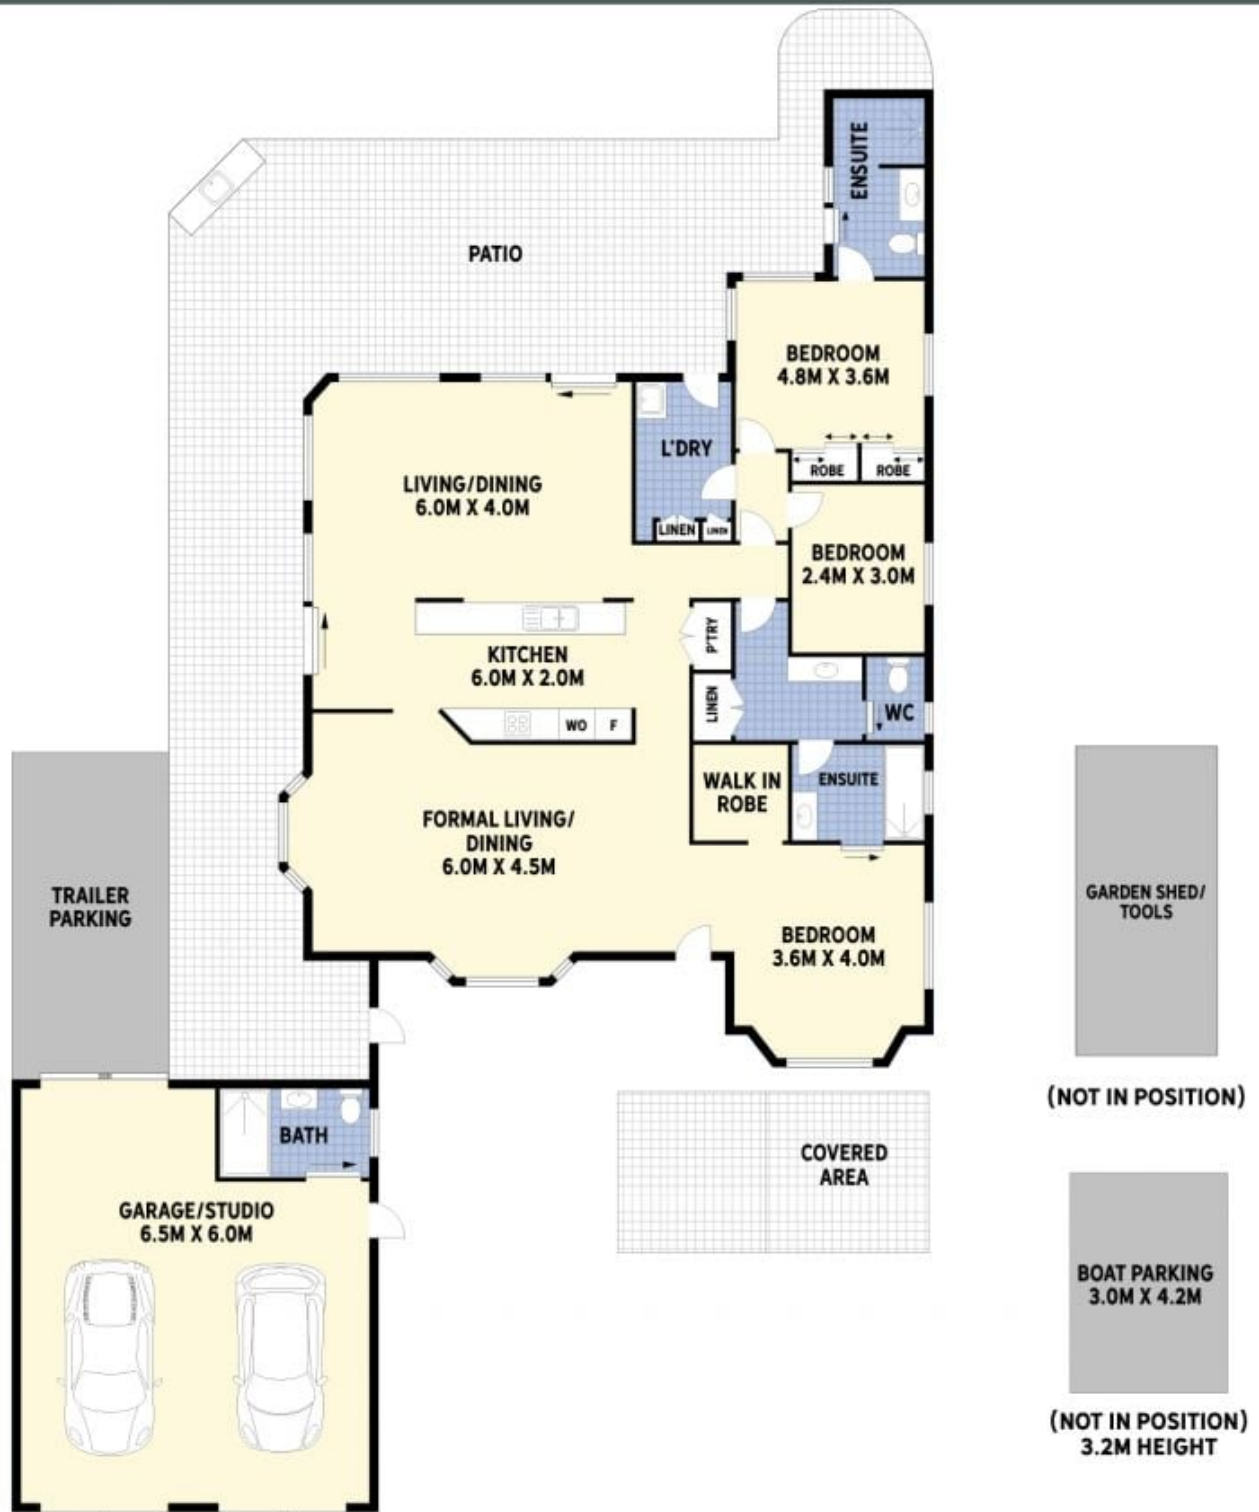 ENSUITE
PATIO
BEDROOM
4.8M X 3.6M
L'DRY
ROBE
ROBE
LIVING/DINING
6.0M X 4.0M
LINEN
LINEN
BEDROOM
2.4M X 3.0M
P'TRY
KITCHEN
6.0M X 2.0M
LINEN
WC
WO
F
WALK IN
ROBE
ENSUITE
FORMAL LIVING/
DINING
6.0M X 4.5M
TRAILER
PARKING
BEDROOM
3.6M X 4.0M
GARDEN SHED/
TOOLS
(NOT IN POSITION)
BATH
COVERED
AREA
GARAGE/STUDIO
6.5M X 6.0M
BOAT PARKING
3.0M X 4.2M
(NOT IN POSITION)
3.2M HEIGHT